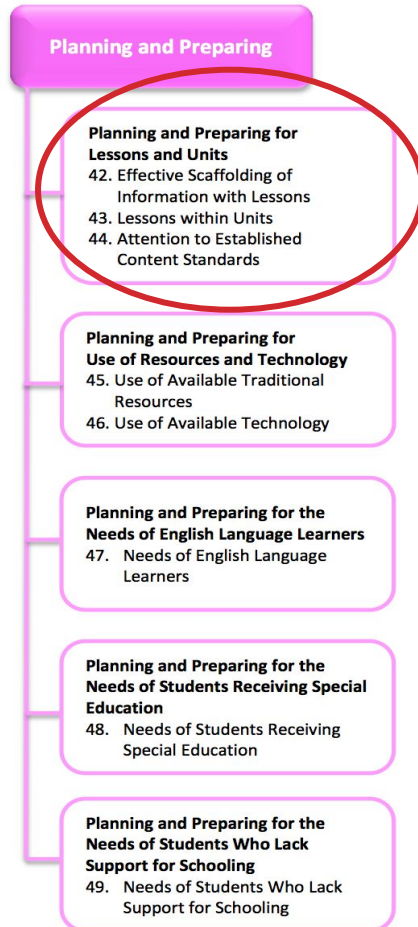 Planning and Preparing
Planning and Preparing for
Lessons and Units
42. Effective Scaffolding of
Information with Lessons
43. Lessons within Units
44. Attention to Established
Content Standards
Planning and Preparing for
Use of Resources and Technology
45. Use of Available Traditional
Resources
46. Use of Available Technology
Planning and Preparing for the
Needs of English Language Learners
47. Needs of English Language
Learners
Planning and Preparing for the
Needs of Students Receiving Special
Education
48. Needs of Students Receiving
Special Education
Planning and Preparing for the
Needs of Students Who Lack
Support for Schooling
49. Needs of Students Who Lack
Support for Schooling